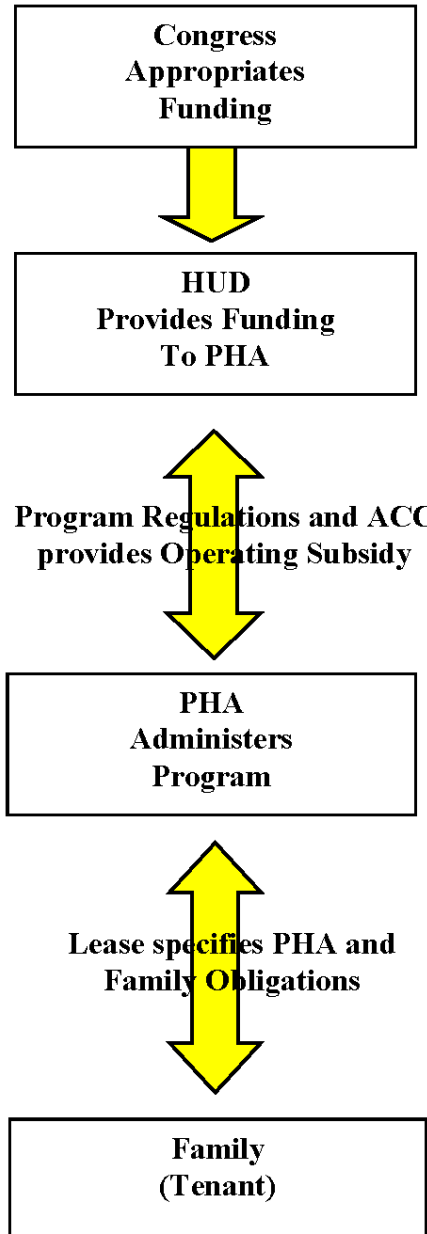 Congress
Appropriates
Funding
HUD
Provides Funding
To PHA
Program Regulations and ACC
provides Operating Subsidy
PHA
Administers
Program
Lease specifies PHA and
Family Obligations
Family
(Tenant)